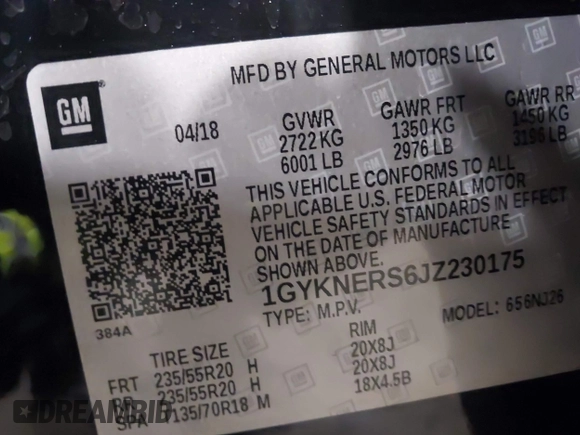 MFD BY GENERAL MOTORS LLC
GM
04/18
GVWR GAWR FRT GAWR RR
2722 KG 1350 KG 1450 KG
6001 LB 2976 LB 3196 LB
THIS VEHICLE CONFORMS TO ALL
APPLICABLE U.S. FEDERAL MOTOR
VEHICLE SAFETY STANDARDS IN EFFECT
ON THE DATE OF MANUFACTURE
SHOWN ABOVE.
1GYKNERS6JZ230175
TYPE: M.P.V. MODEL: 656NJ26
384A
TIRE SIZE RIM
FRT 235/55R20 H 20X8J
RR 235/55R20 H 20X8J
SPA T135/70R18 M 18X4.5B
DREAMRIB